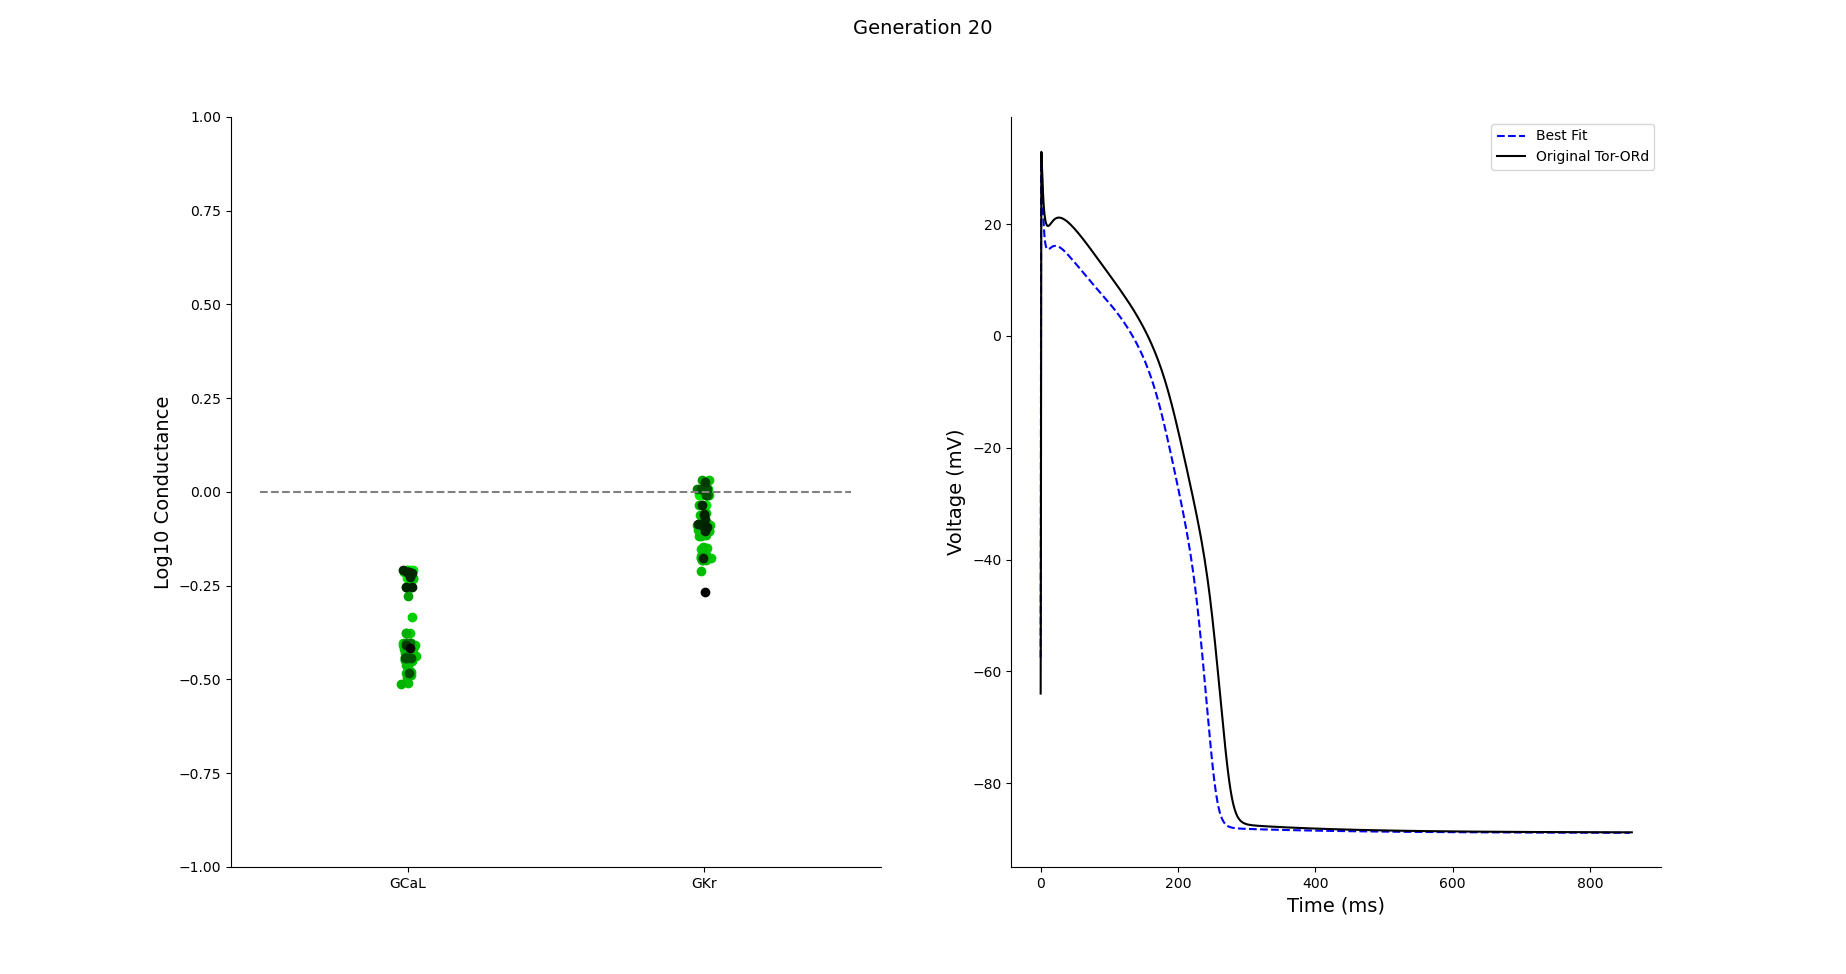 Generation 20
1.00
0.75
0.50
0.25
0.00
−0.25
−0.50
−0.75
−1.00
Log10 Conductance
GCaL
GKr
Best Fit
Original Tor-ORd
20
0
−20
−40
−60
−80
Voltage (mV)
0
200
400
600
800
Time (ms)